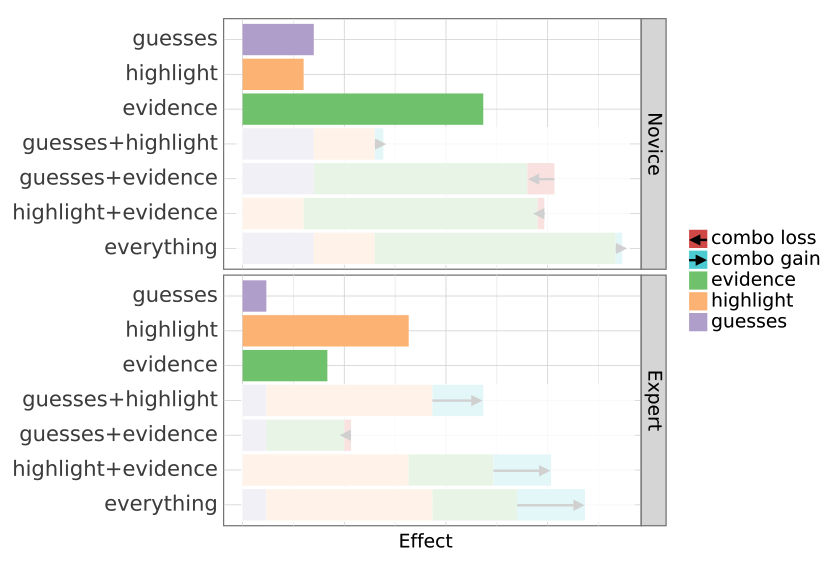 guesses
highlight
evidence
guesses+highlight
guesses+evidence
highlight+evidence
everything
Novice
guesses
highlight
evidence
guesses+highlight
guesses+evidence
highlight+evidence
everything
Expert
Effect
combo loss
combo gain
evidence
highlight
guesses